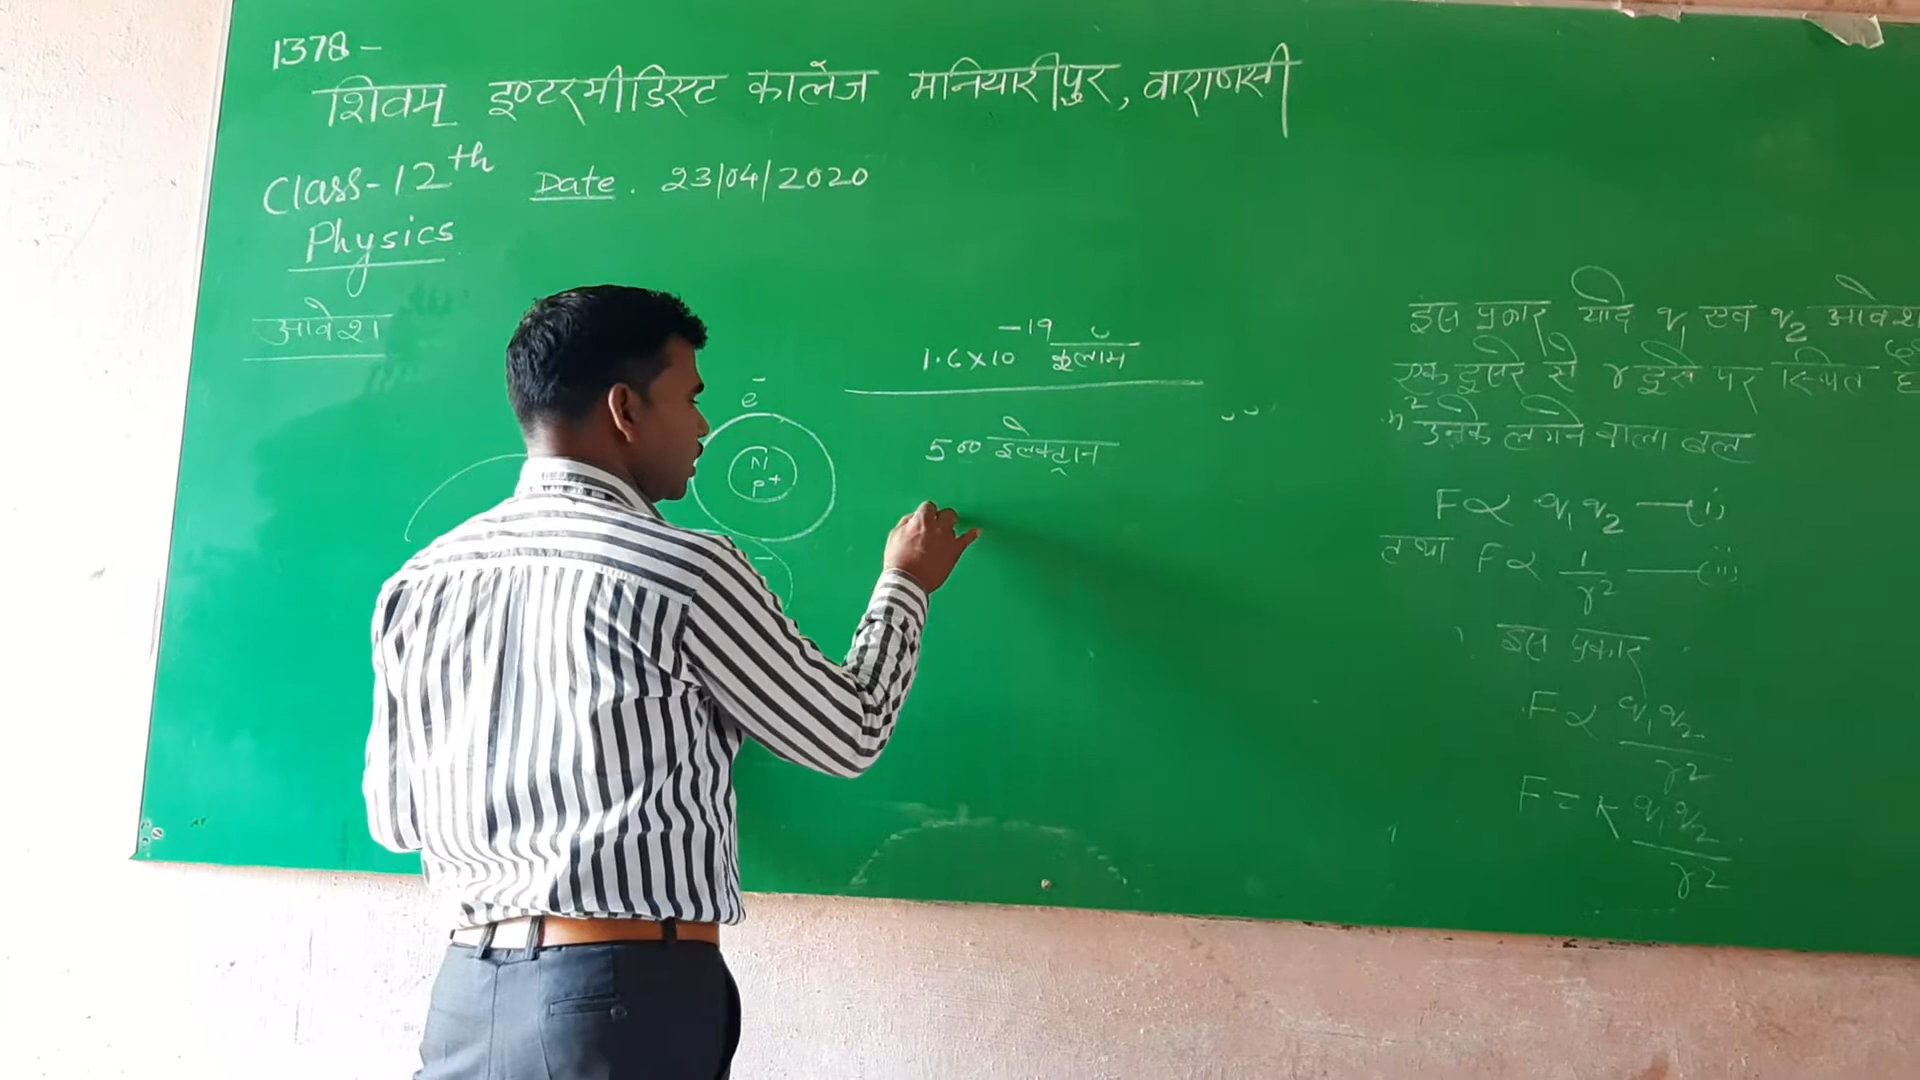 1378 -
शिवम् इण्टरमीडिस्ट कालेज मनियारीपुर, वाराणसी
Class-12th Date. 23/04/2020
Physics
आवेश
1.6×10⁻¹⁹ कूलाम
500 इलेक्ट्रान
e⁻
N
P⁺
इस प्रकार यदि q₁ एवं q₂ आवेश
एक दूसरे से r दूरी पर स्थित है
उनके लगने वाला बल
F ∝ q₁ q₂ —(i)
तथा F ∝ 1/r² —(ii)
इस प्रकार
F ∝ q₁q₂/r²
F = K q₁q₂/r²